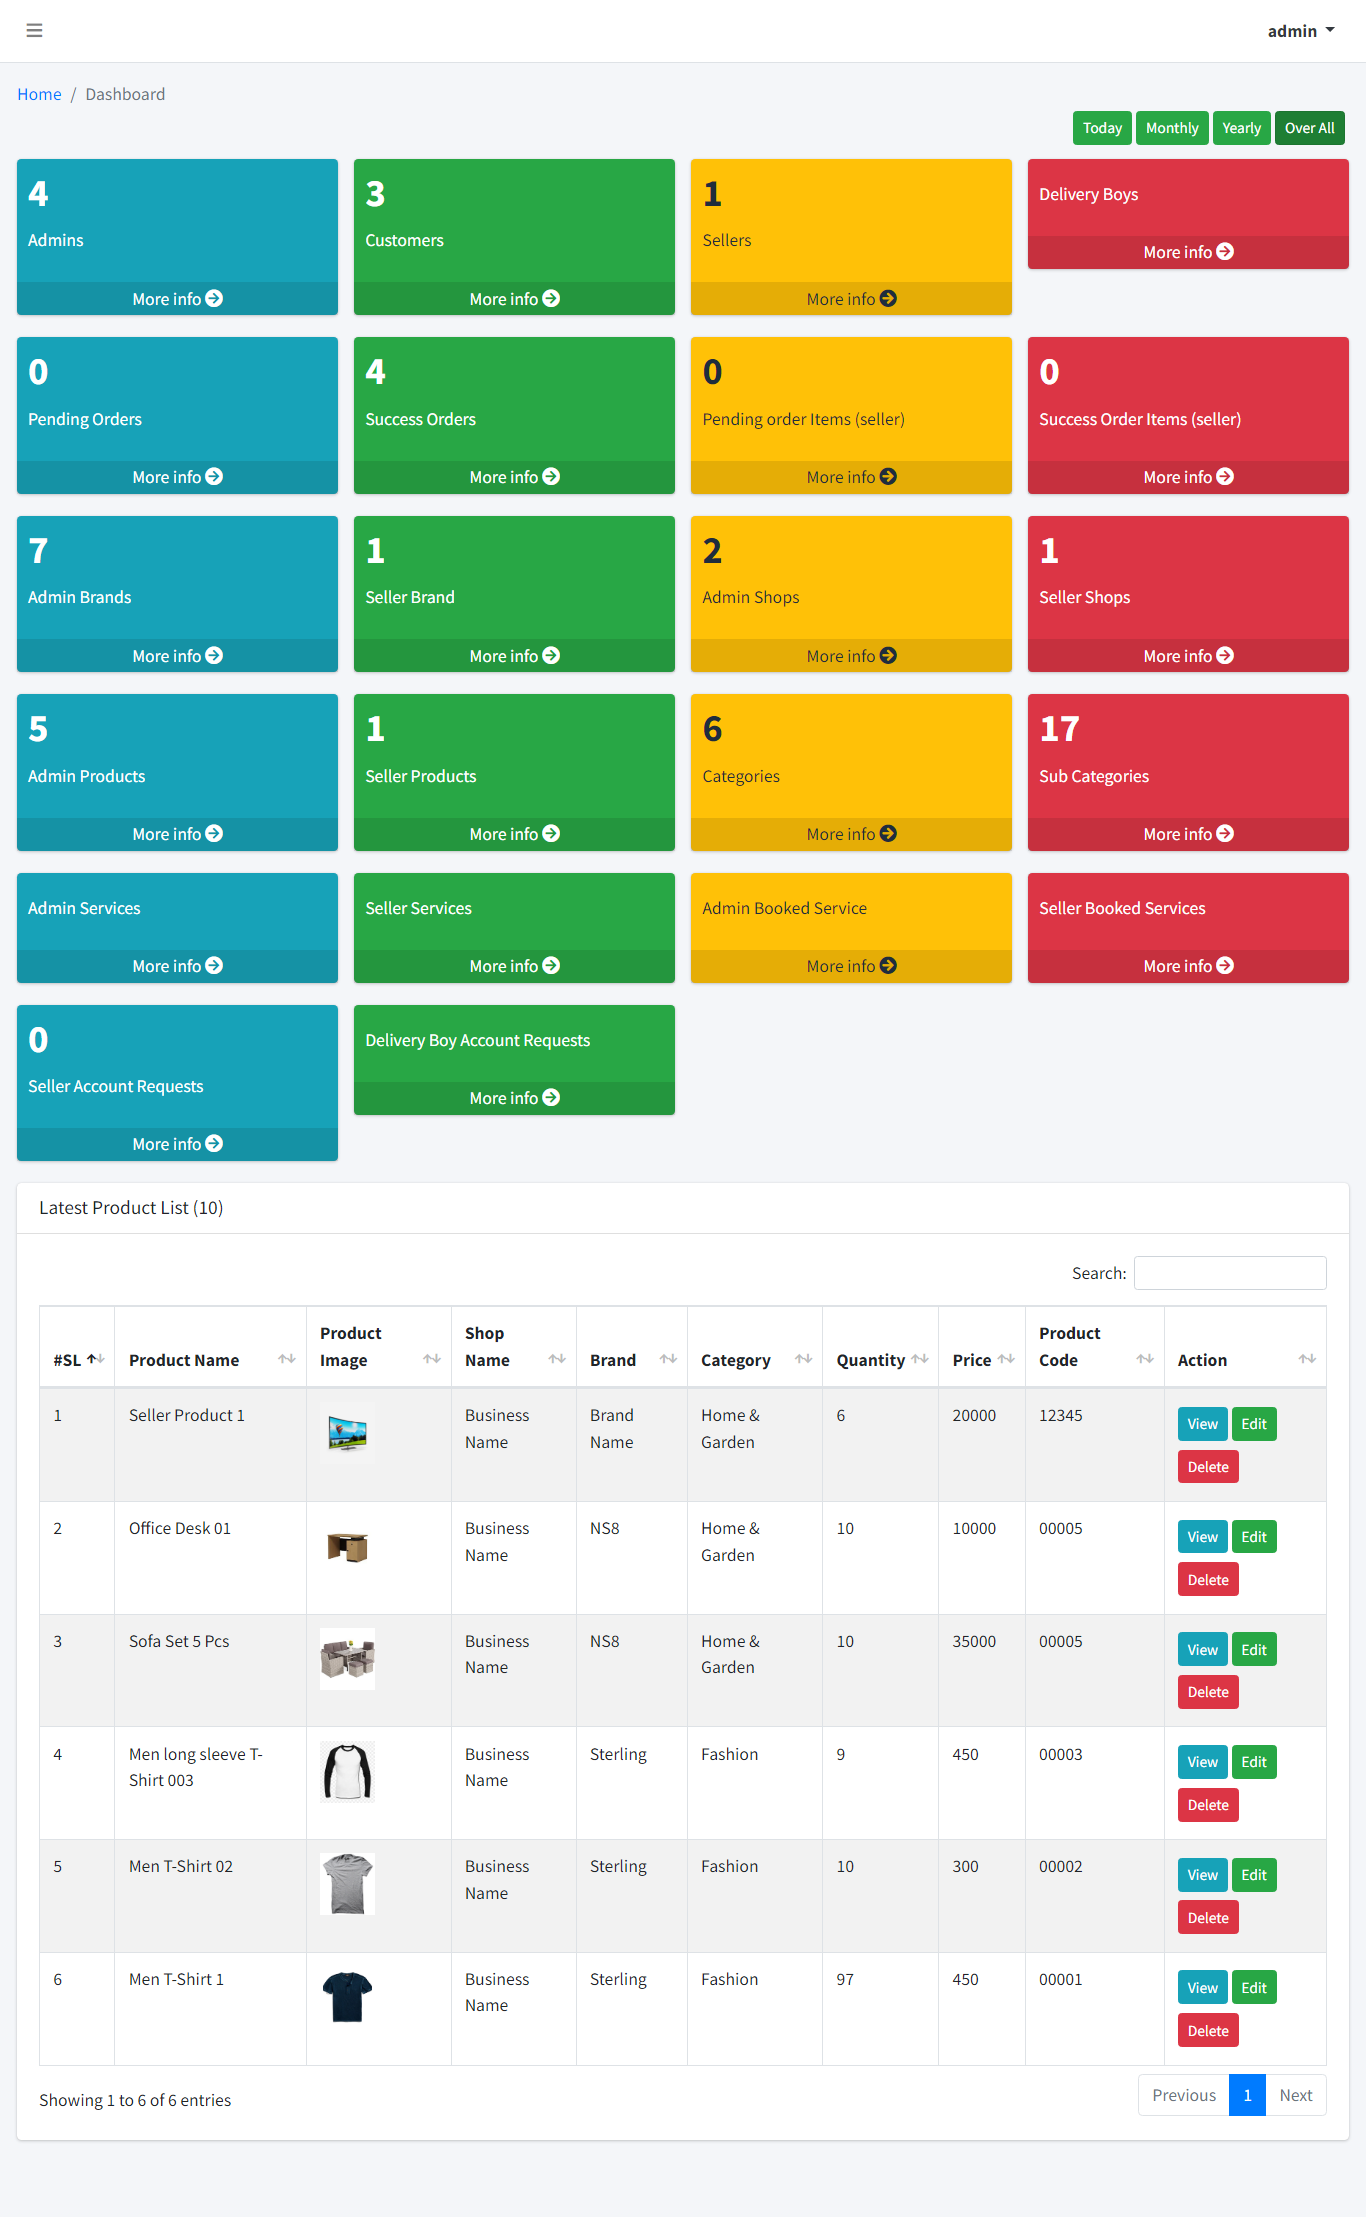 admin
Home / Dashboard
Today Monthly Yearly Over All
4
Admins
More info
3
Customers
More info
1
Sellers
More info
Delivery Boys
More info
0
Pending Orders
More info
4
Success Orders
More info
0
Pending order Items (seller)
More info
0
Success Order Items (seller)
More info
7
Admin Brands
More info
1
Seller Brand
More info
2
Admin Shops
More info
1
Seller Shops
More info
5
Admin Products
More info
1
Seller Products
More info
6
Categories
More info
17
Sub Categories
More info
Admin Services
More info
Seller Services
More info
Admin Booked Service
More info
Seller Booked Services
More info
0
Seller Account Requests
More info
Delivery Boy Account Requests
More info
Latest Product List (10)
Search:
#SL Product Name Product Image Shop Name Brand Category Quantity Price Product Code Action
1 Seller Product 1 Business Name Brand Name Home & Garden 6 20000 12345 View Edit Delete
2 Office Desk 01 Business Name NS8 Home & Garden 10 10000 00005 View Edit Delete
3 Sofa Set 5 Pcs Business Name NS8 Home & Garden 10 35000 00005 View Edit Delete
4 Men long sleeve T-Shirt 003 Business Name Sterling Fashion 9 450 00003 View Edit Delete
5 Men T-Shirt 02 Business Name Sterling Fashion 10 300 00002 View Edit Delete
6 Men T-Shirt 1 Business Name Sterling Fashion 97 450 00001 View Edit Delete
Showing 1 to 6 of 6 entries
Previous 1 Next